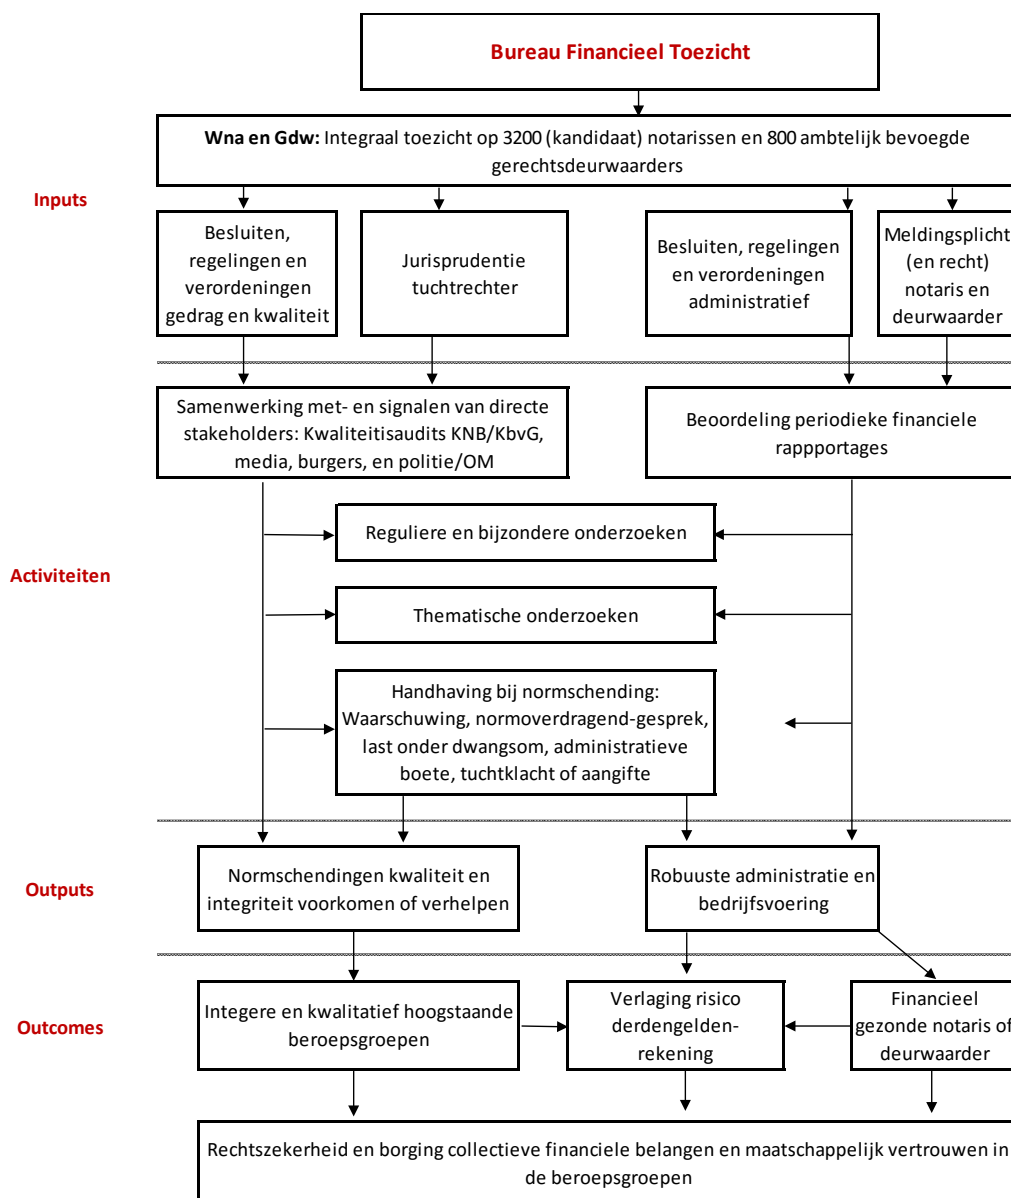 Bureau Financieel Toezicht
Wna en Gdw: Integraal toezicht op 3200 (kandidaat) notarissen en 800 ambtelijk bevoegde
gerechtsdeurwaarders
Inputs
Besluiten,
regelingen en
verordeningen
gedrag en kwaliteit
Jurisprudentie
tuchtrechter
Besluiten, regelingen
en verordeningen
administratief
Meldingsplicht
(en recht)
notaris en
deurwaarder
Samenwerking met- en signalen van directe
stakeholders: Kwaliteitisaudits KNB/KbvG,
media, burgers, en politie/OM
Beoordeling periodieke financiele
rappportages
Activiteiten
Reguliere en bijzondere onderzoeken
Thematische onderzoeken
Handhaving bij normschending:
Waarschuwing, normoverdragend-gesprek,
last onder dwangsom, administratieve
boete, tuchtklacht of aangifte
Outputs
Normschendingen kwaliteit en
integriteit voorkomen of verhelpen
Robuuste administratie en
bedrijfsvoering
Outcomes
Integere en kwalitatief hoogstaande
beroepsgroepen
Verlaging risico
derdengelden-
rekening
Financieel
gezonde notaris of
deurwaarder
Rechtszekerheid en borging collectieve financiele belangen en maatschappelijk vertrouwen in
de beroepsgroepen